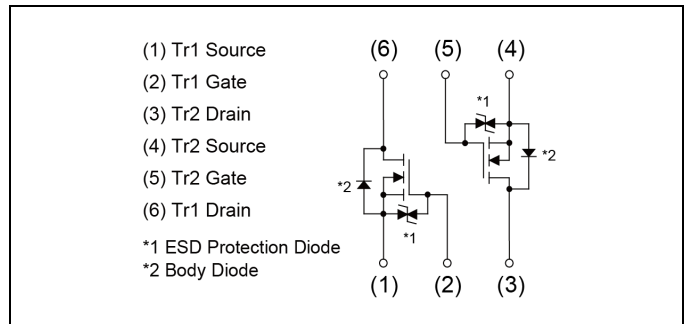 (1) Tr1 Source
(2) Tr1 Gate
(3) Tr2 Drain
(4) Tr2 Source
(5) Tr2 Gate
(6) Tr1 Drain
*1 ESD Protection Diode
*2 Body Diode
(6) (5) (4)
*1
*2
*2
*1
(1) (2) (3)